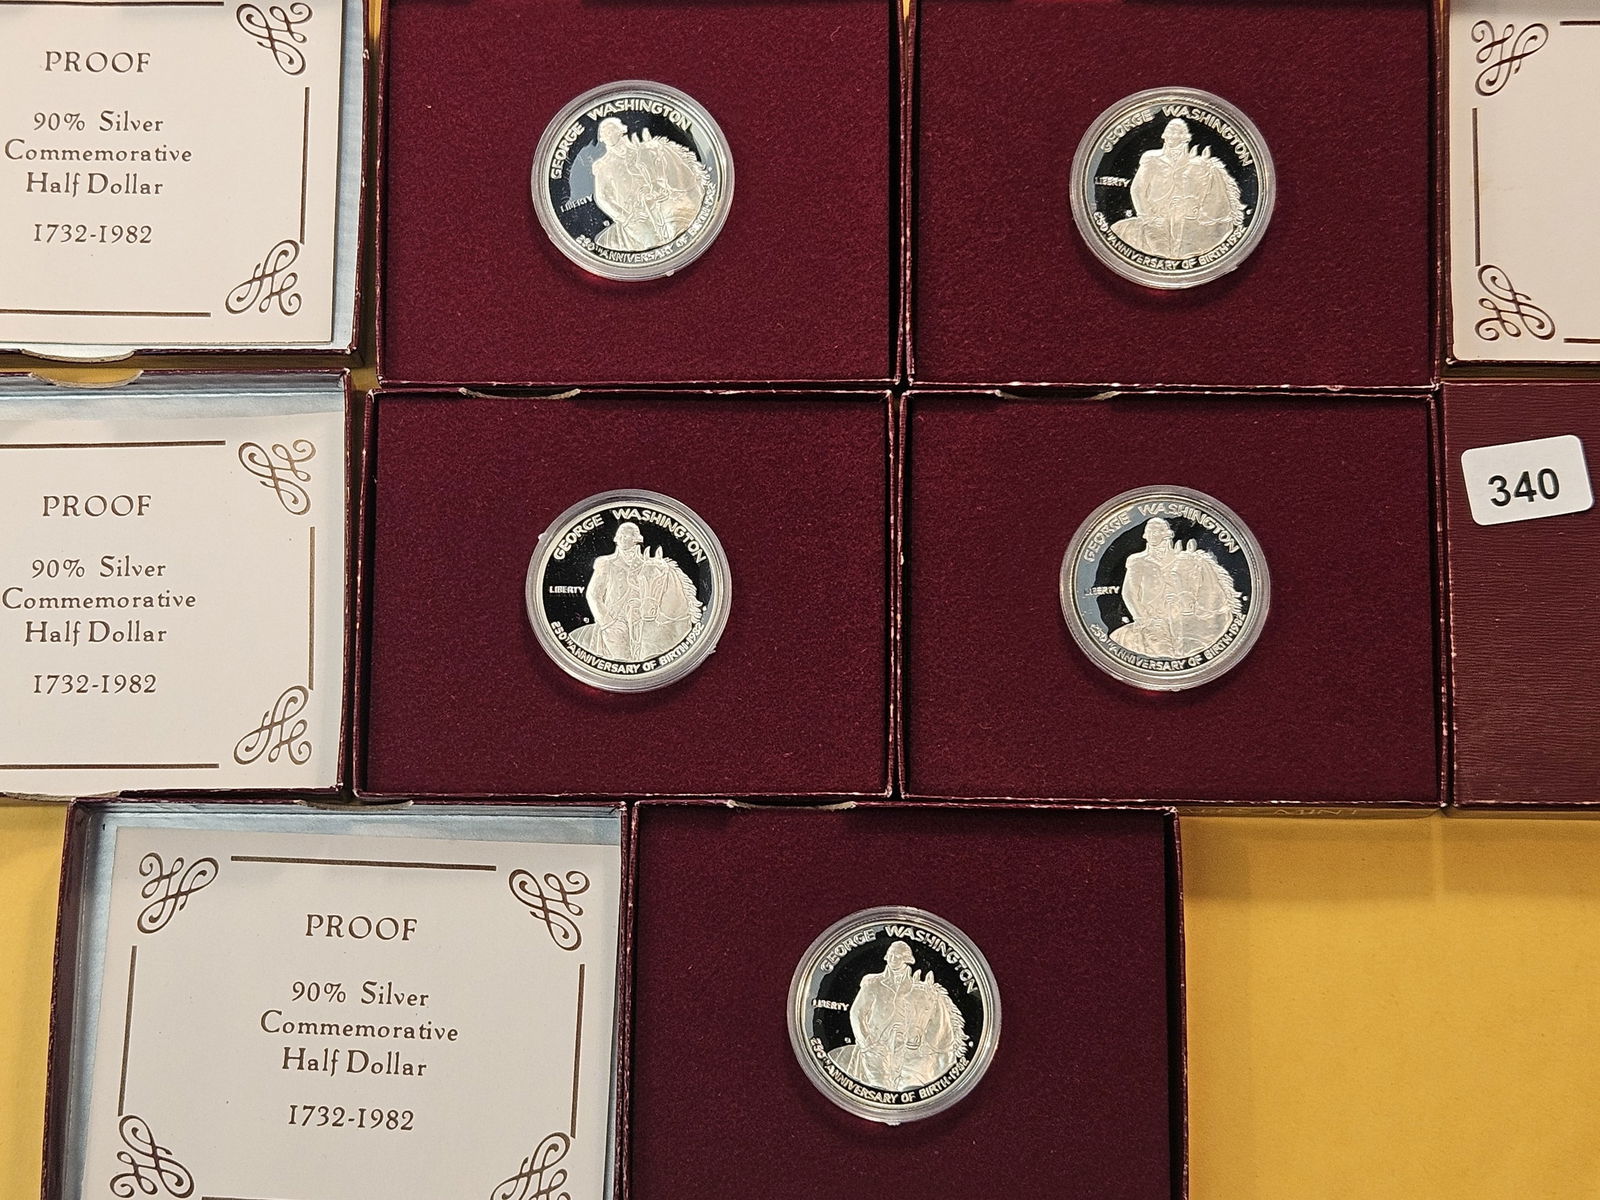 PROOF
90% Silver
Commemorative
Half Dollar
1732-1982
GEORGE WASHINGTON
LIBERTY
250TH ANNIVERSARY OF BIRTH
GEORGE WASHINGTON
LIBERTY
250TH ANNIVERSARY OF BIRTH·1982
PROOF
90% Silver
Commemorative
Half Dollar
1732-1982
GEORGE WASHINGTON
LIBERTY
250TH ANNIVERSARY OF BIRTH·1982
GEORGE WASHINGTON
LIBERTY
250TH ANNIVERSARY OF BIRTH·1982
340
PROOF
90% Silver
Commemorative
Half Dollar
1732-1982
GEORGE WASHINGTON
LIBERTY
250TH ANNIVERSARY OF BIRTH·1982